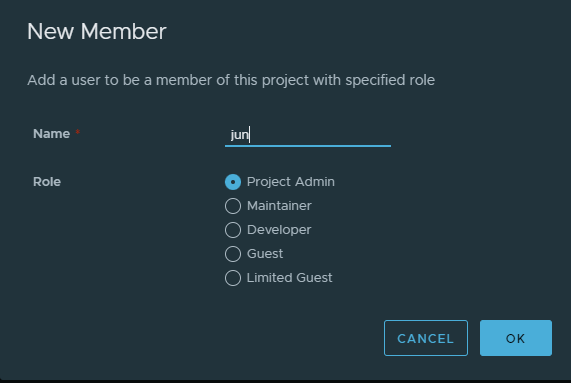 New Member
Add a user to be a member of this project with specified role
Name *
jun
Role
Project Admin
Maintainer
Developer
Guest
Limited Guest
CANCEL
OK